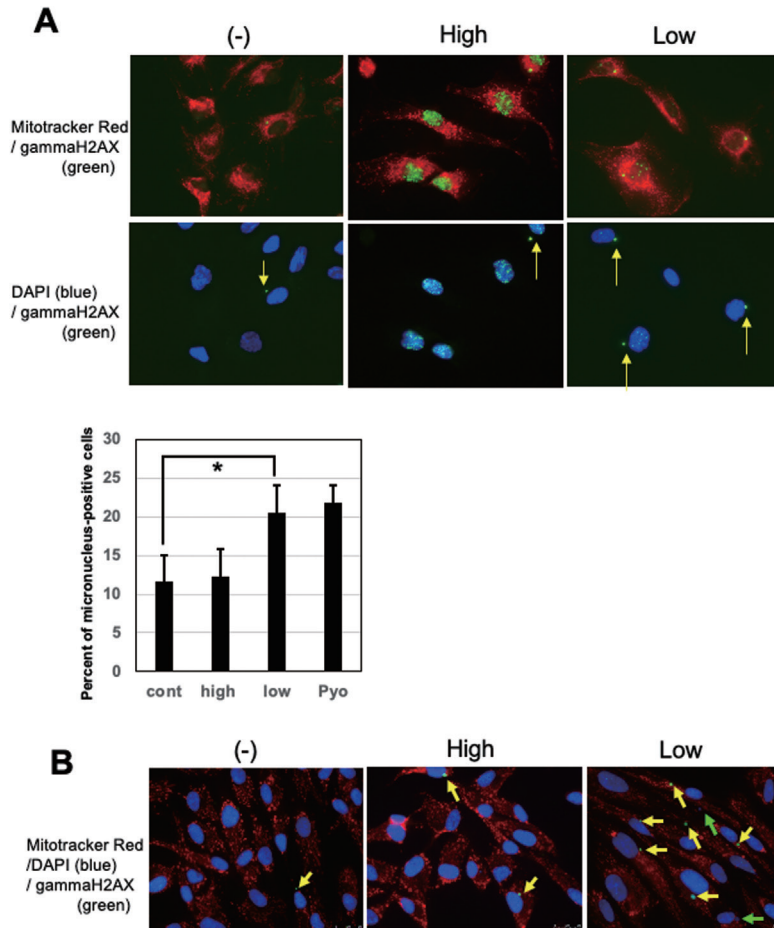 A
(-)
High
Low
Mitotracker Red
/ gammaH2AX
(green)
DAPI (blue)
/ gammaH2AX
(green)
Percent of micronucleus-positive cells
30
25
20
15
10
5
0
*
cont
high
low
Pyo
B
(-)
High
Low
Mitotracker Red
/DAPI (blue)
/ gammaH2AX
(green)